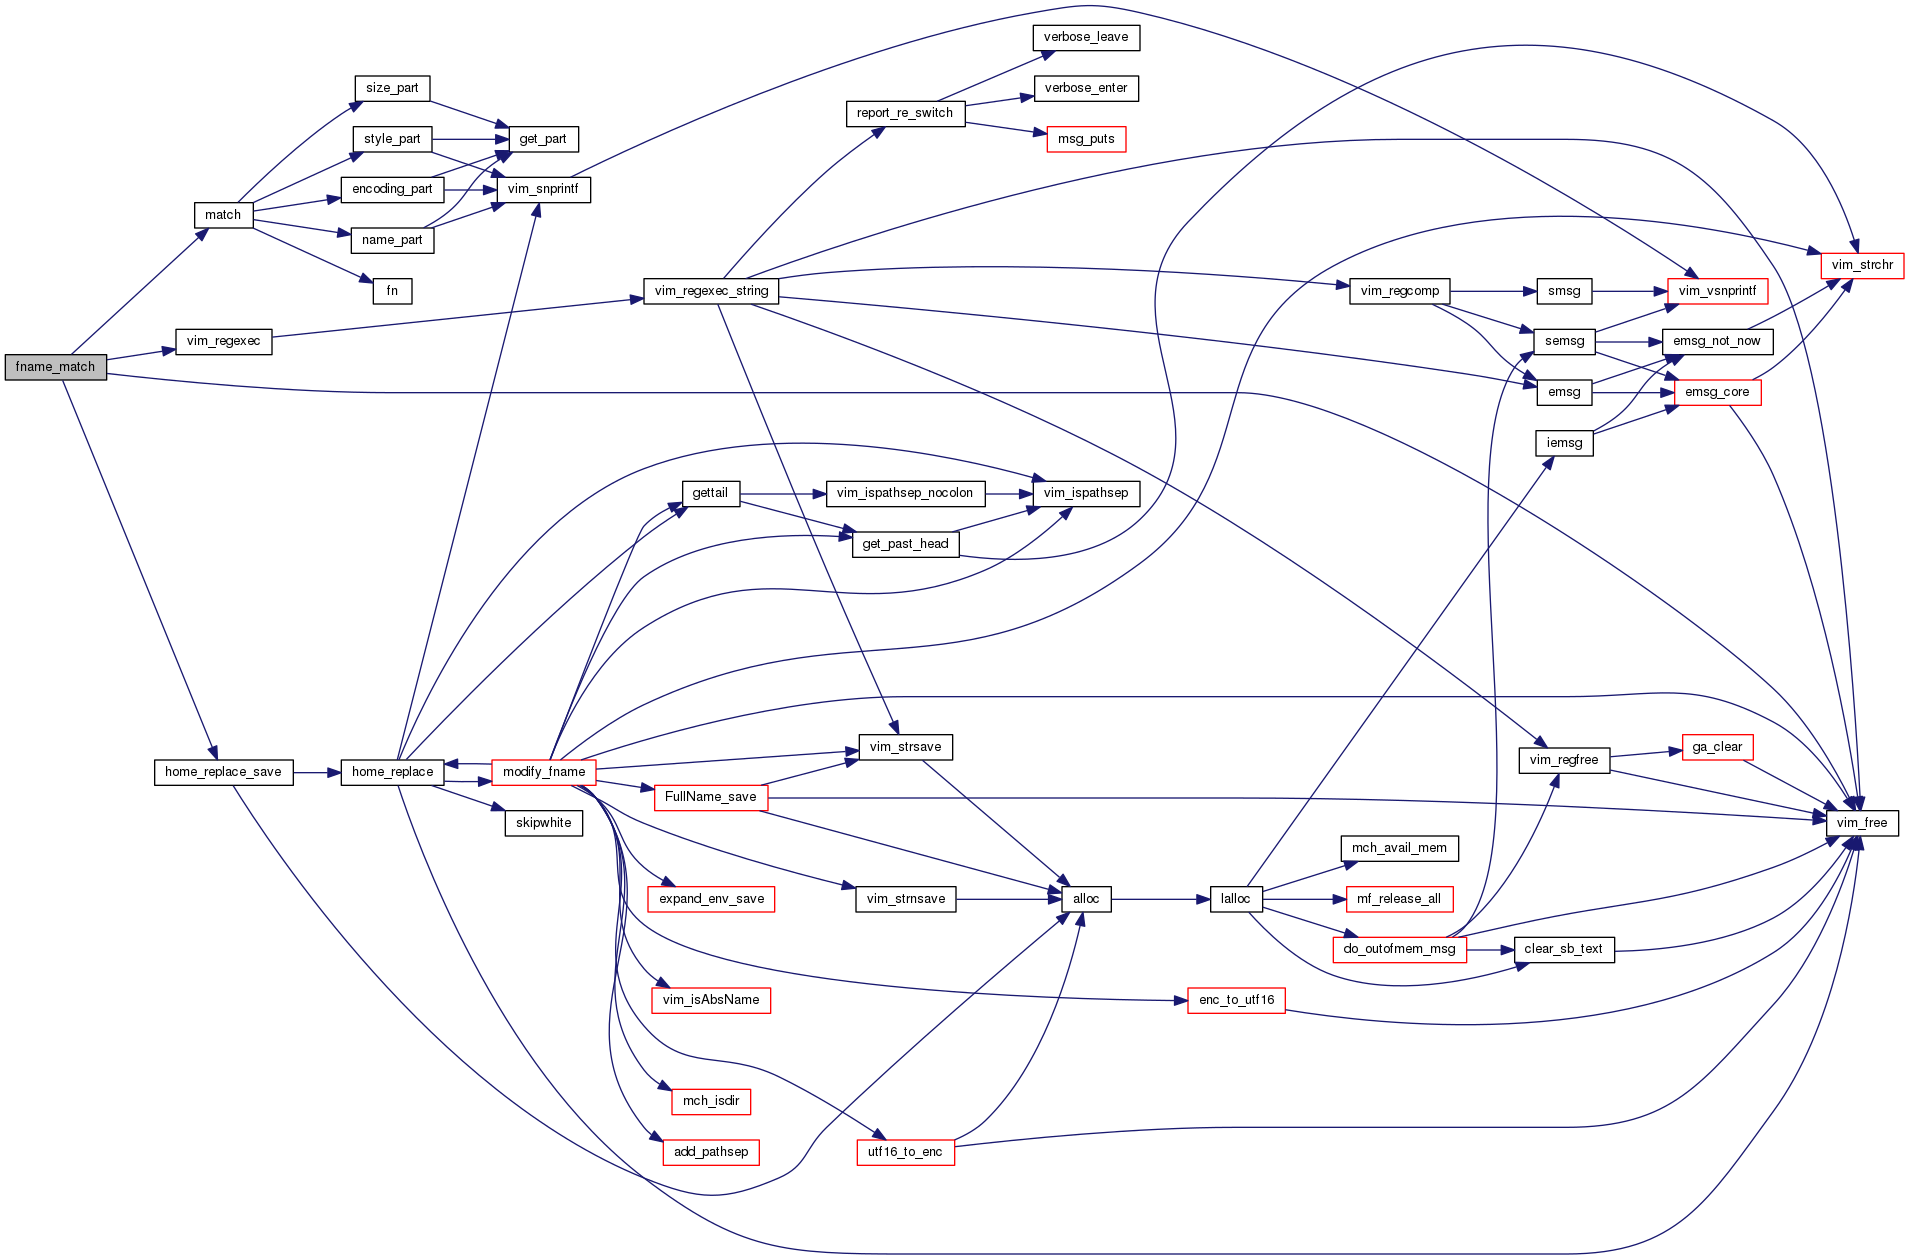 verbose_leave
size_part
verbose_enter
report_re_switch
style_part
get_part
msg_puts
encoding_part
vim_snprintf
match
name_part
vim_strchr
fn
vim_regexec_string
vim_regcomp
smsg
vim_vsnprintf
vim_regexec
semsg
emsg_not_now
fname_match
emsg
emsg_core
iemsg
gettail
vim_ispathsep_nocolon
vim_ispathsep
get_past_head
vim_strsave
ga_clear
vim_regfree
home_replace_save
home_replace
modify_fname
FullName_save
skipwhite
vim_free
mch_avail_mem
expand_env_save
vim_strnsave
alloc
lalloc
mf_release_all
do_outofmem_msg
clear_sb_text
vim_isAbsName
enc_to_utf16
mch_isdir
add_pathsep
utf16_to_enc